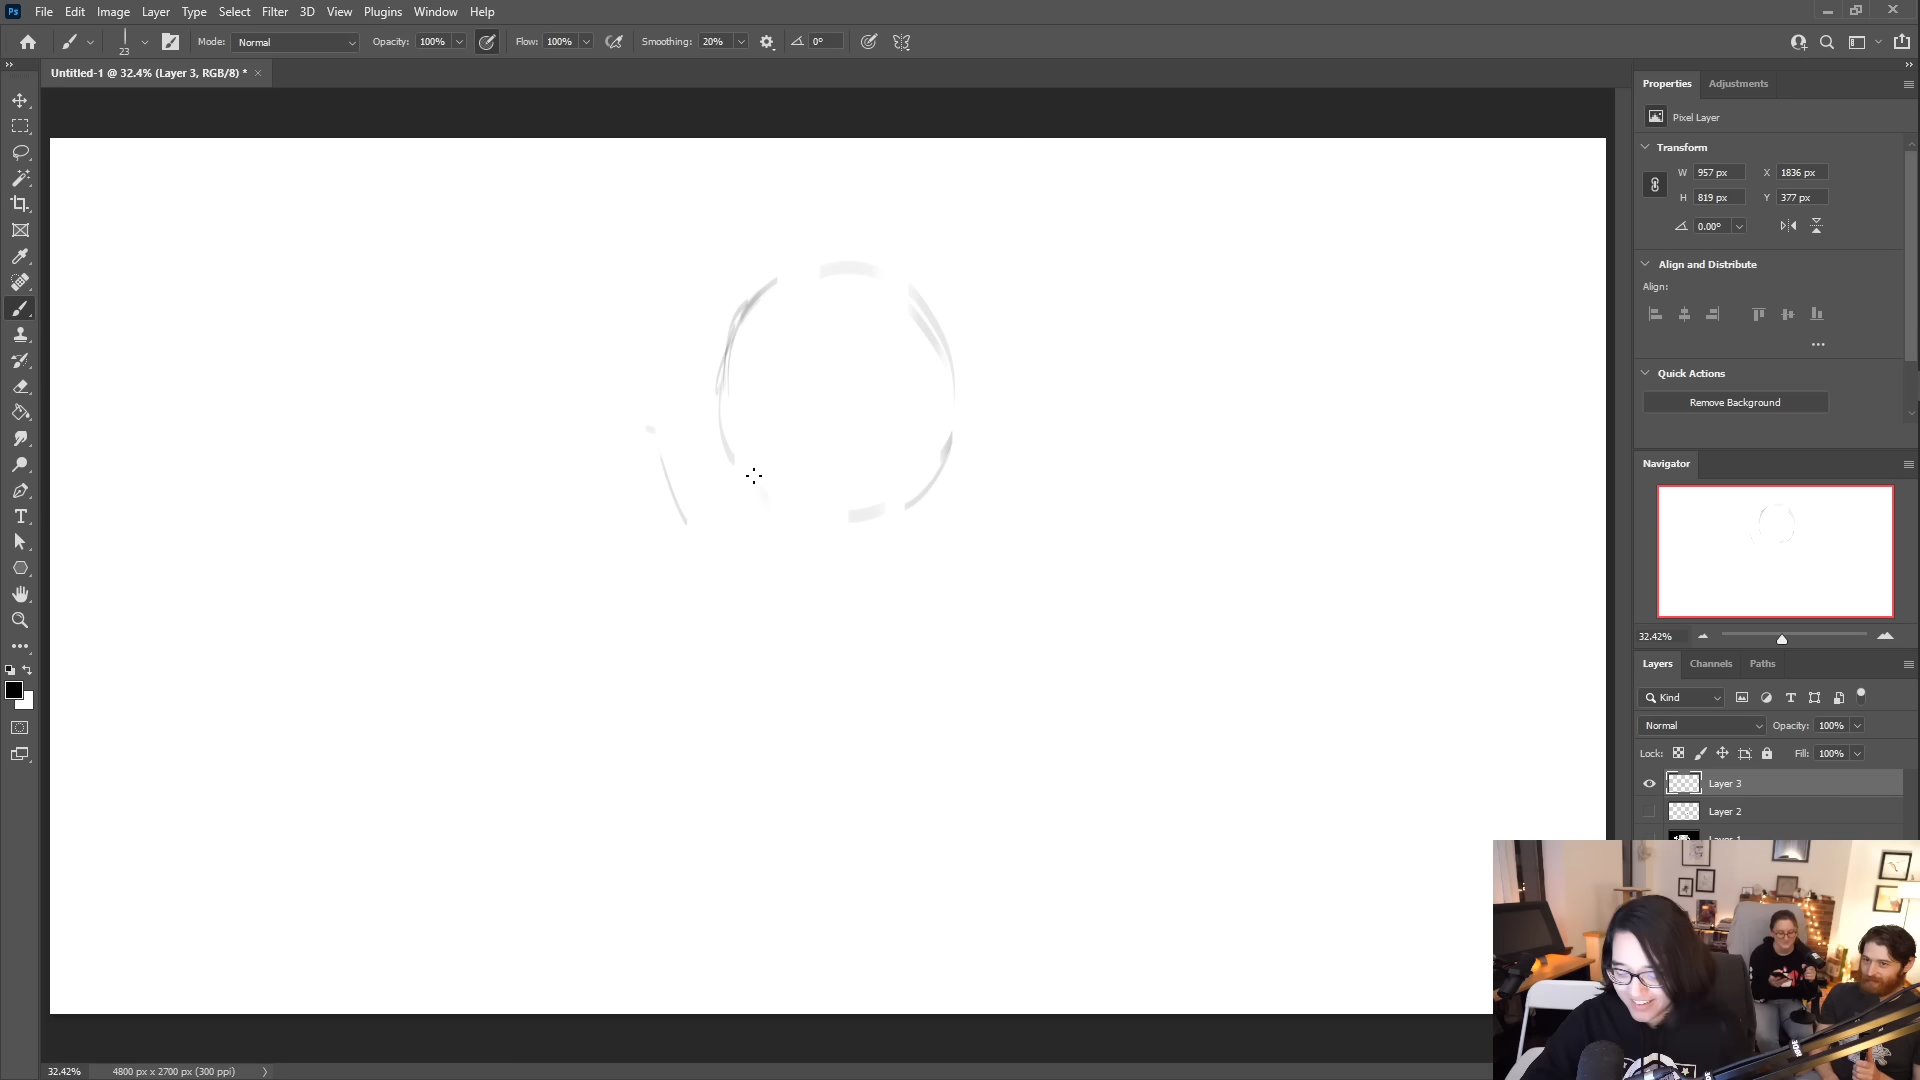 Ps File Edit Image Layer Type Select Filter 3D View Plugins Window Help
23 Mode: Normal Opacity: 100% Flow: 100% Smoothing: 20% 0°
Untitled-1 @ 32.4% (Layer 3, RGB/8) *
Properties Adjustments
Pixel Layer
Transform
W 957 px X 1836 px
H 819 px Y 377 px
0.00°
Align and Distribute
Align:
Quick Actions
Remove Background
Navigator
32.42%
Layers Channels Paths
Kind
Normal Opacity: 100%
Lock: Fill: 100%
Layer 3
Layer 2
Layer 1
32.42% 4800 px x 2700 px (300 ppi)